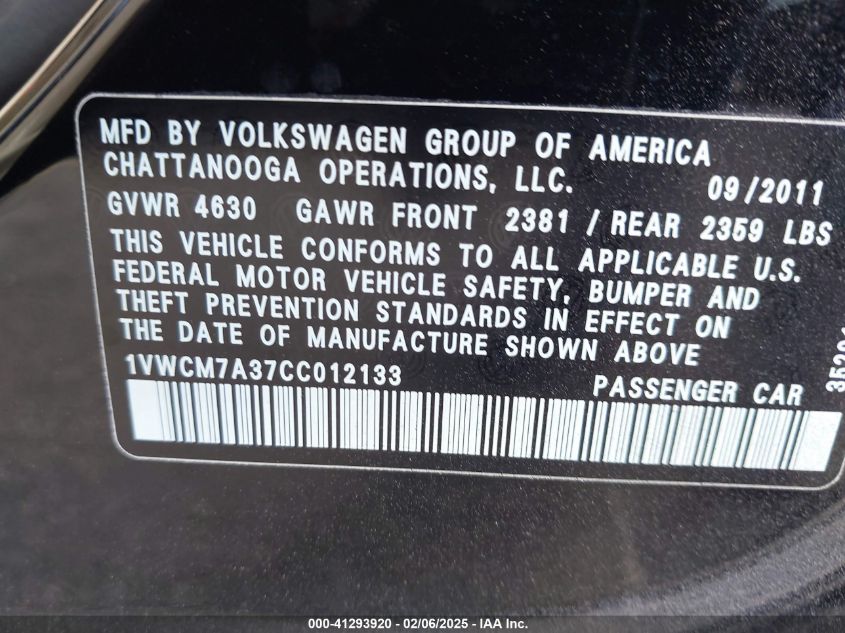 MFD BY VOLKSWAGEN GROUP OF AMERICA
CHATTANOOGA OPERATIONS, LLC. 09/2011
GVWR 4630 GAWR FRONT 2381 / REAR 2359 LBS
THIS VEHICLE CONFORMS TO ALL APPLICABLE U.S.
FEDERAL MOTOR VEHICLE SAFETY, BUMPER AND
THEFT PREVENTION STANDARDS IN EFFECT ON
THE DATE OF MANUFACTURE SHOWN ABOVE
1VWCM7A37CC012133 PASSENGER CAR
000-41293920 - 02/06/2025 - IAA Inc.